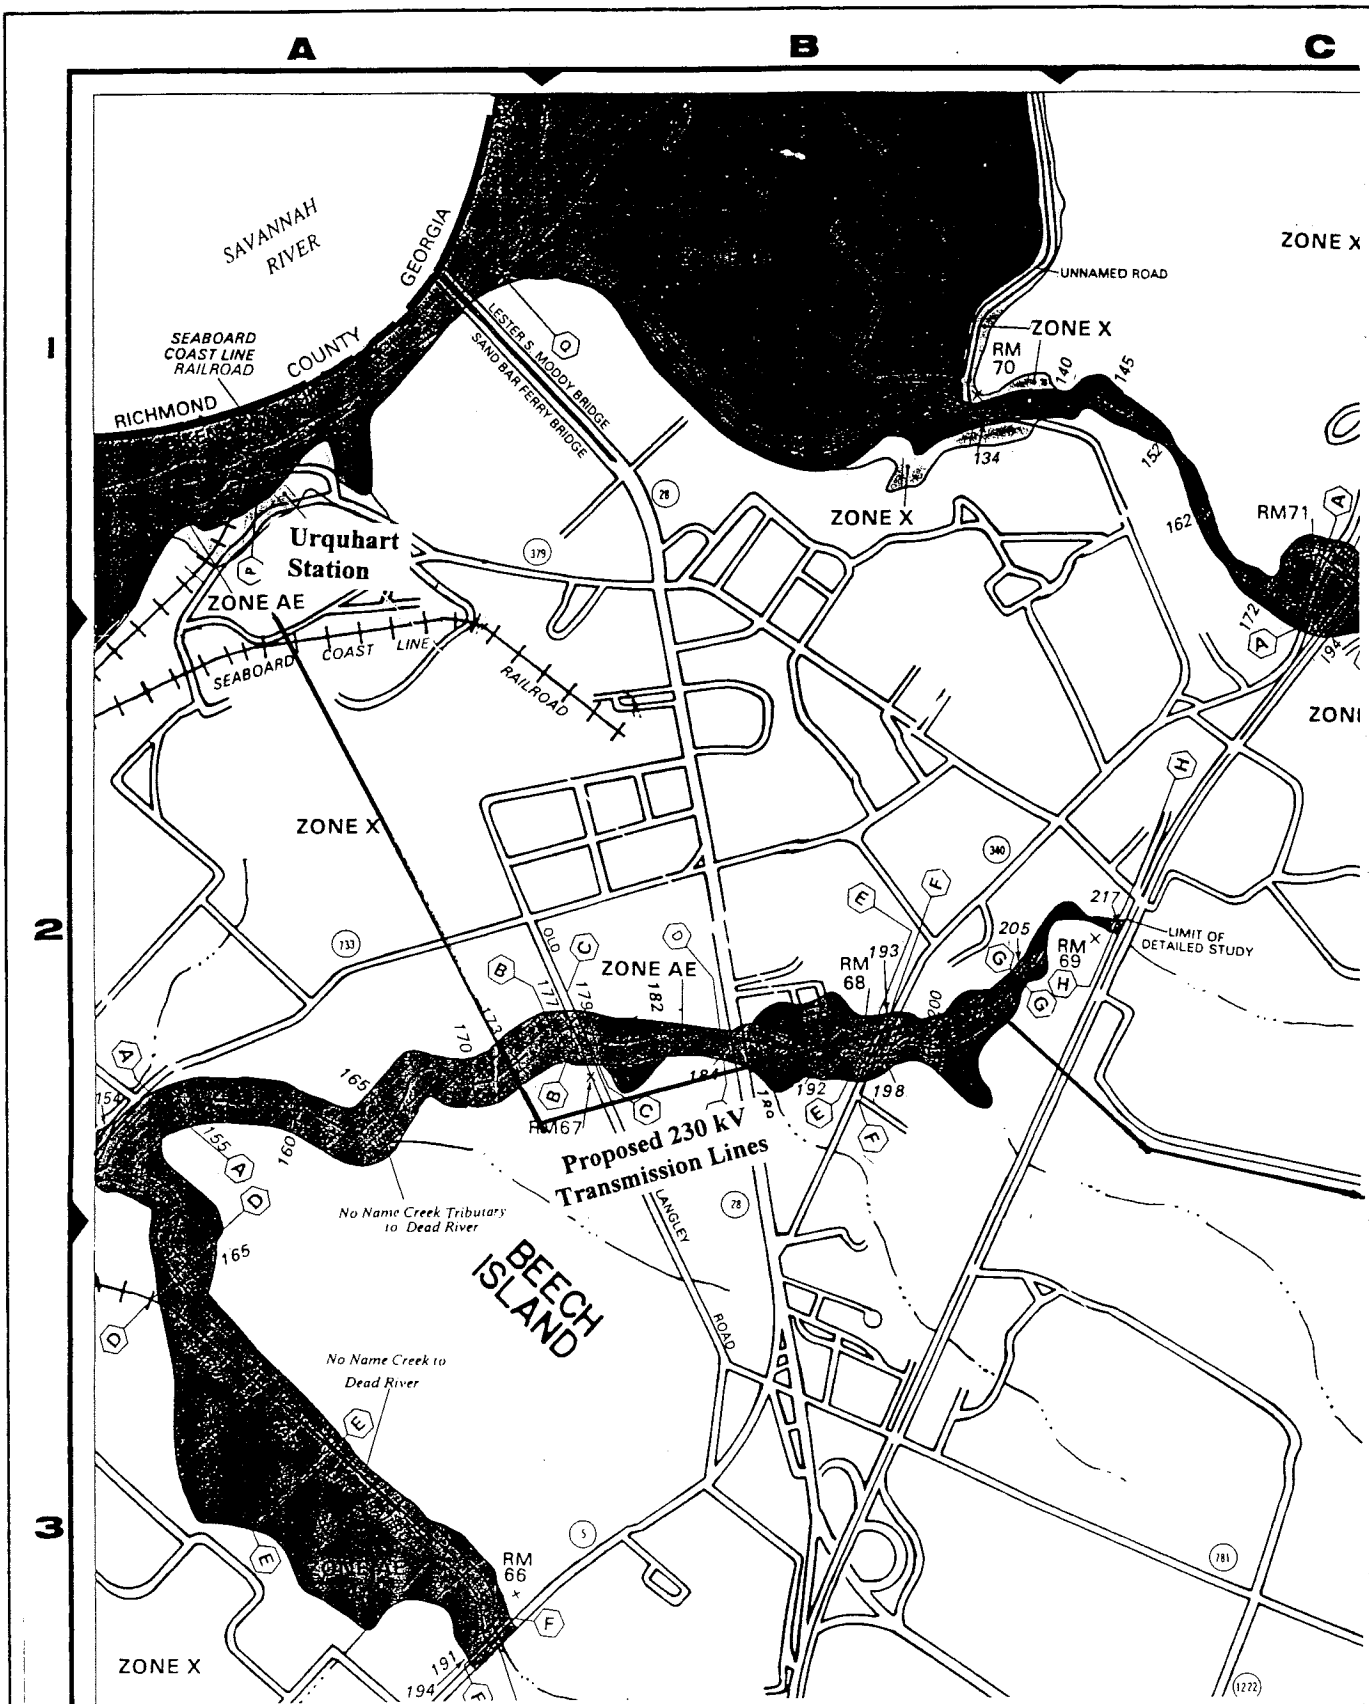 A
B
C
SAVANNAH
RIVER
GEORGIA
COUNTY
RICHMOND
SEABOARD
COAST LINE
RAILROAD
LESTER S. MODDY BRIDGE
SAND BAR FERRY BRIDGE
Q
UNNAMED ROAD
ZONE X
ZONE X
RM
70
140
145
1
134
152
162
ZONE X
RM71
A
28
379
Urquhart
Station
P
ZONE AE
SEABOARD
COAST
LINE
RAILROAD
172
A
194
ZONI
H
ZONE X
340
E
F
2
733
OLD
B
C
ZONE AE
D
RM
68
193
205
217
LIMIT OF
DETAILED STUDY
RM
69
G
H
G
177
179
182
173
170
200
165
A
154
184
189
192
198
B
C
E
F
RM67
Proposed 230 kV
Transmission Lines
155
A
160
D
165
No Name Creek Tributary
to Dead River
LANGLEY
28
BEECH
ISLAND
ROAD
D
No Name Creek to
Dead River
E
3
S
E
ZONE AE
RM
66
F
781
ZONE X
191
194
F
1222